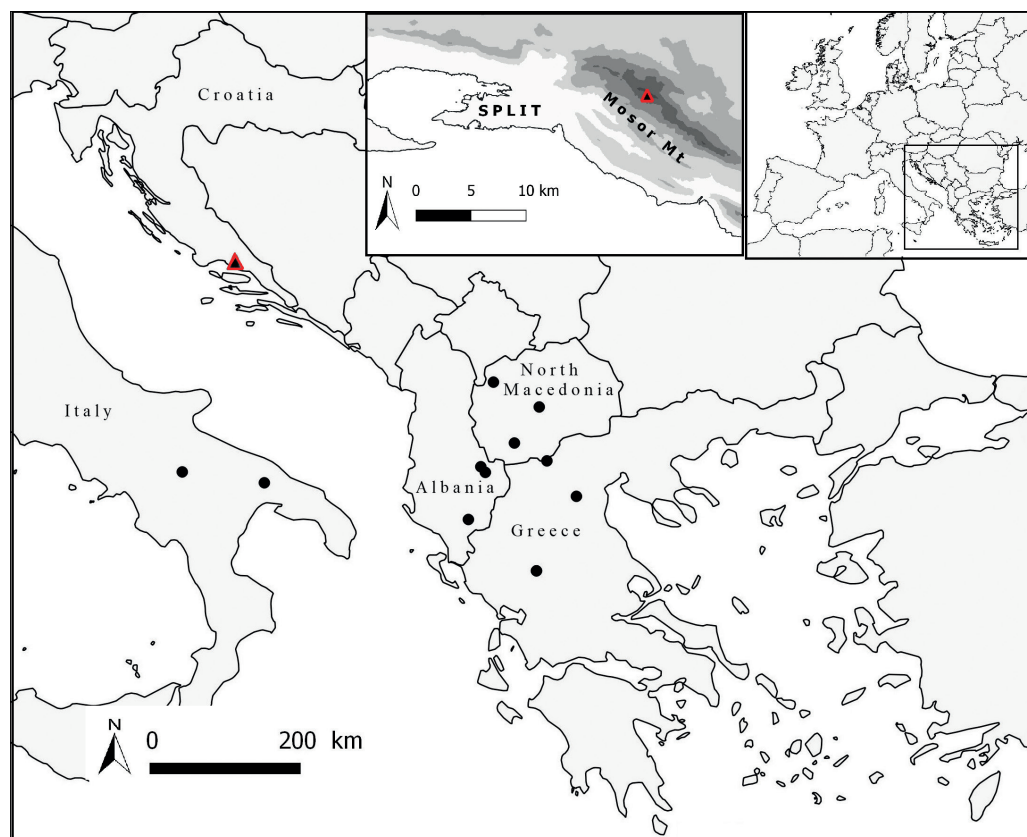 Croatia
SPLIT
Mosor Mt
N
0 5 10 km
North
Macedonia
Italy
Albania
Greece
N
0 200 km